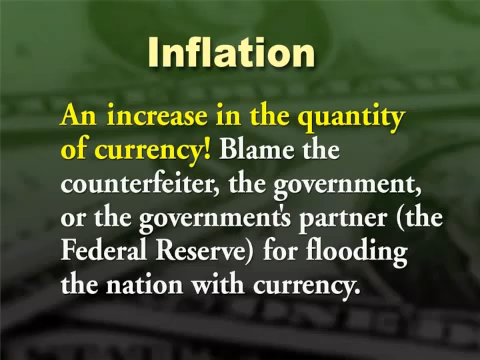 Inflation
An increase in the quantity
of currency! Blame the
counterfeiter, the government,
or the government's partner (the
Federal Reserve) for flooding
the nation with currency.